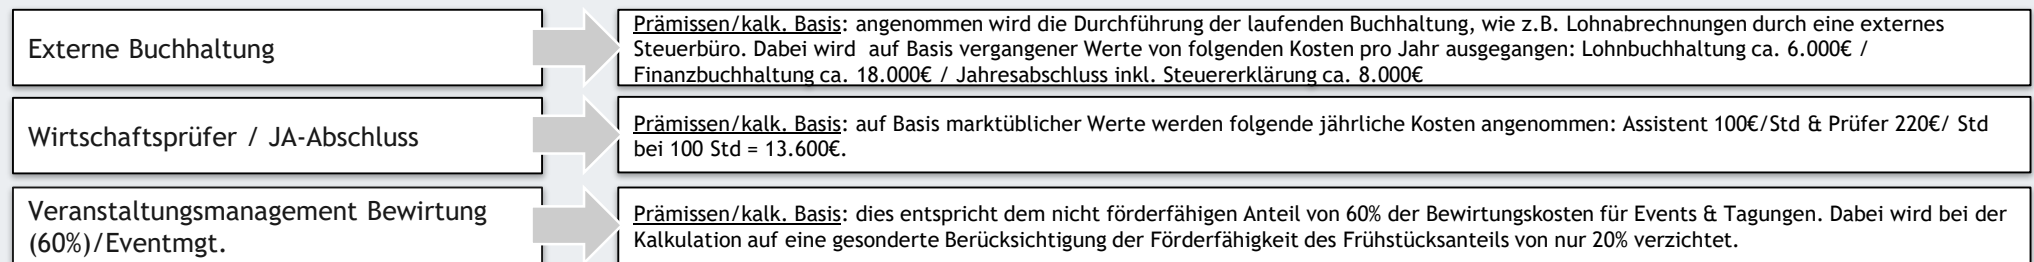 Externe Buchhaltung
Prämissen/kalk. Basis: angenommen wird die Durchführung der laufenden Buchhaltung, wie z.B. Lohnabrechnungen durch eine externes
Steuerbüro. Dabei wird auf Basis vergangener Werte von folgenden Kosten pro Jahr ausgegangen: Lohnbuchhaltung ca. 6.000€ /
Finanzbuchhaltung ca. 18.000€ / Jahresabschluss inkl. Steuererklärung ca. 8.000€
Wirtschaftsprüfer / JA-Abschluss
Prämissen/kalk. Basis: auf Basis marktüblicher Werte werden folgende jährliche Kosten angenommen: Assistent 100€/Std & Prüfer 220€/ Std
bei 100 Std = 13.600€.
Veranstaltungsmanagement Bewirtung
(60%)/Eventmgt.
Prämissen/kalk. Basis: dies entspricht dem nicht förderfähigen Anteil von 60% der Bewirtungskosten für Events & Tagungen. Dabei wird bei der
Kalkulation auf eine gesonderte Berücksichtigung der Förderfähigkeit des Frühstücksanteils von nur 20% verzichtet.